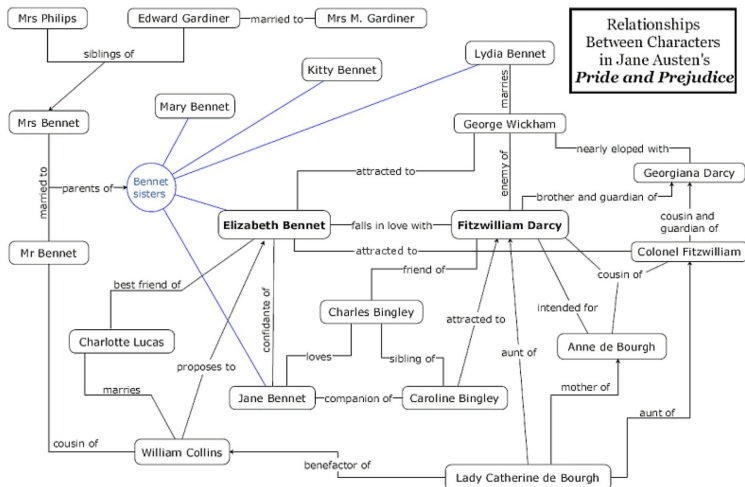 Mrs Philips
Edward Gardiner
married to
Mrs M. Gardiner
Relationships
Between Characters
in Jane Austen's
Pride and Prejudice
siblings of
Lydia Bennet
Kitty Bennet
Mary Bennet
marries
Mrs Bennet
George Wickham
nearly eloped with
attracted to
enemy of
Georgiana Darcy
married to
parents of
Bennet
sisters
brother and guardian of
Elizabeth Bennet
falls in love with
Fitzwilliam Darcy
cousin and
guardian of
Mr Bennet
attracted to
Colonel Fitzwilliam
friend of
cousin of
best friend of
confidante of
Charles Bingley
intended for
attracted to
Charlotte Lucas
Anne de Bourgh
proposes to
loves
sibling of
aunt of
marries
Jane Bennet
companion of
Caroline Bingley
mother of
aunt of
cousin of
William Collins
benefactor of
Lady Catherine de Bourgh